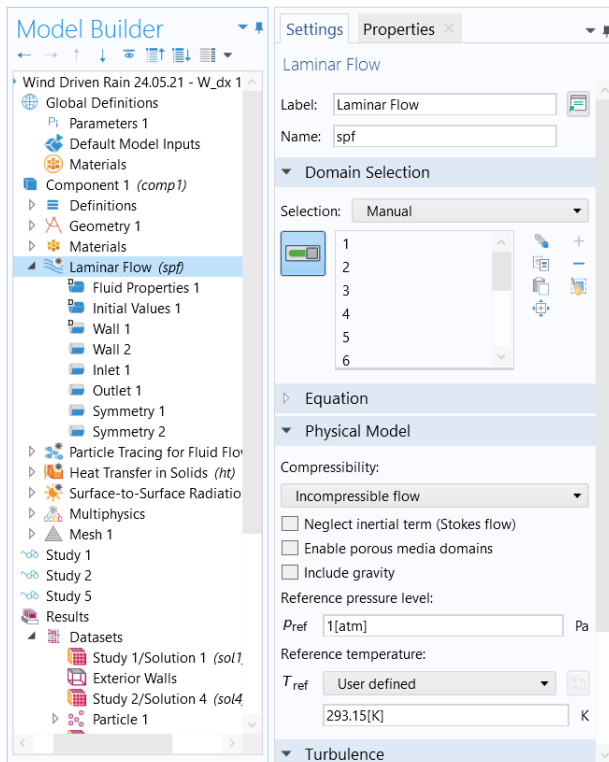 Model Builder
Wind Driven Rain 24.05.21 - W_dx 1
Global Definitions
Pi Parameters 1
Default Model Inputs
Materials
Component 1 (comp1)
Definitions
Geometry 1
Materials
Laminar Flow (spf)
Fluid Properties 1
Initial Values 1
Wall 1
Wall 2
Inlet 1
Outlet 1
Symmetry 1
Symmetry 2
Particle Tracing for Fluid Flo
Heat Transfer in Solids (ht)
Surface-to-Surface Radiatio
Multiphysics
Mesh 1
Study 1
Study 2
Study 5
Results
Datasets
Study 1/Solution 1 (sol1
Exterior Walls
Study 2/Solution 4 (sol4
Particle 1
Settings Properties
Laminar Flow
Label: Laminar Flow
Name: spf
Domain Selection
Selection: Manual
1
2
3
4
5
6
Equation
Physical Model
Compressibility:
Incompressible flow
Neglect inertial term (Stokes flow)
Enable porous media domains
Include gravity
Reference pressure level:
pref 1[atm] Pa
Reference temperature:
Tref User defined
293.15[K] K
Turbulence